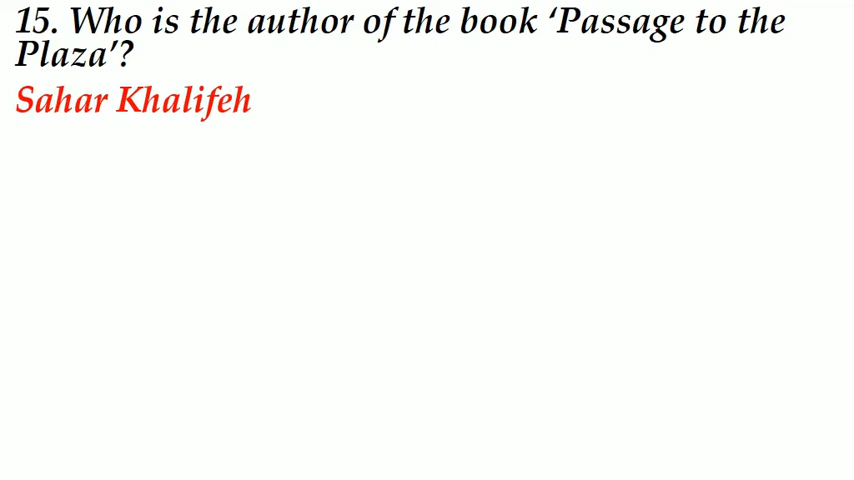 15. Who is the author of the book ‘Passage to the
Plaza’?
Sahar Khalifeh